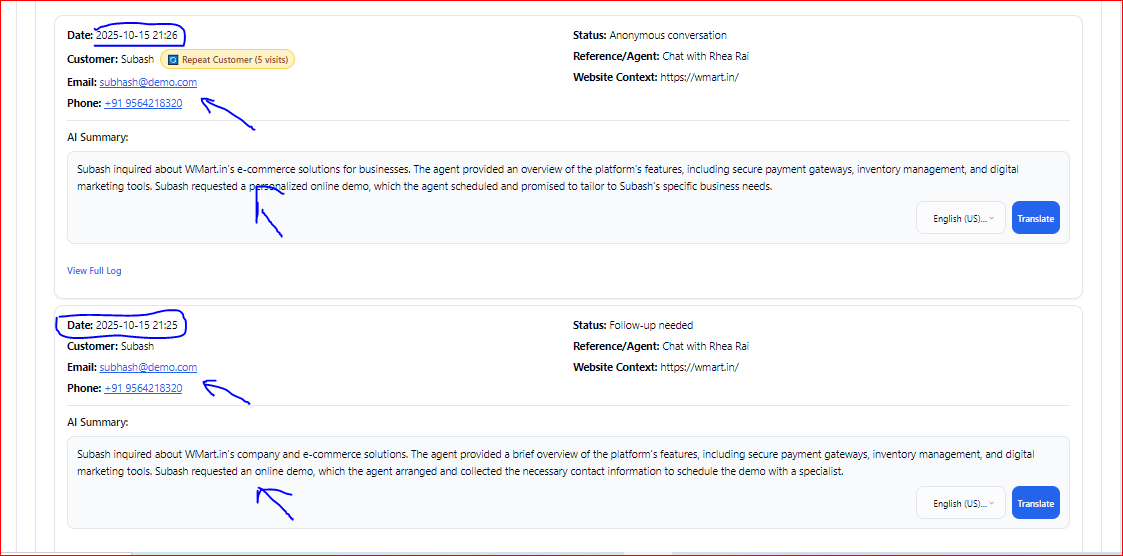 Date: 2025-10-15 21:26
Customer: Subash Repeat Customer (5 visits)
Email: subhash@demo.com
Phone: +91 9564218320
Status: Anonymous conversation
Reference/Agent: Chat with Rhea Rai
Website Context: https://wmart.in/
AI Summary:
Subash inquired about WMart.in's e-commerce solutions for businesses. The agent provided an overview of the platform's features, including secure payment gateways, inventory management, and digital
marketing tools. Subash requested a personalized online demo, which the agent scheduled and promised to tailor to Subash's specific business needs.
English (US)...
Translate
View Full Log
Date: 2025-10-15 21:25
Customer: Subash
Email: subhash@demo.com
Phone: +91 9564218320
Status: Follow-up needed
Reference/Agent: Chat with Rhea Rai
Website Context: https://wmart.in/
AI Summary:
Subash inquired about WMart.in's company and e-commerce solutions. The agent provided a brief overview of the platform's features, including secure payment gateways, inventory management, and digital
marketing tools. Subash requested an online demo, which the agent arranged and collected the necessary contact information to schedule the demo with a specialist.
English (US)...
Translate